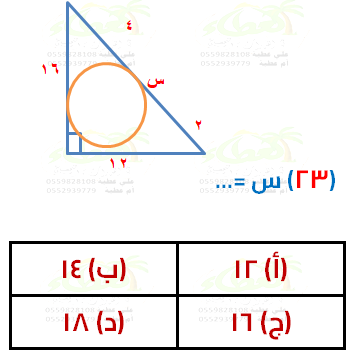 ٤
١٦
س
٢
١٢
(٢٣) س =...
(أ) ١٢
(ب) ١٤
(ج) ١٦
(د) ١٨